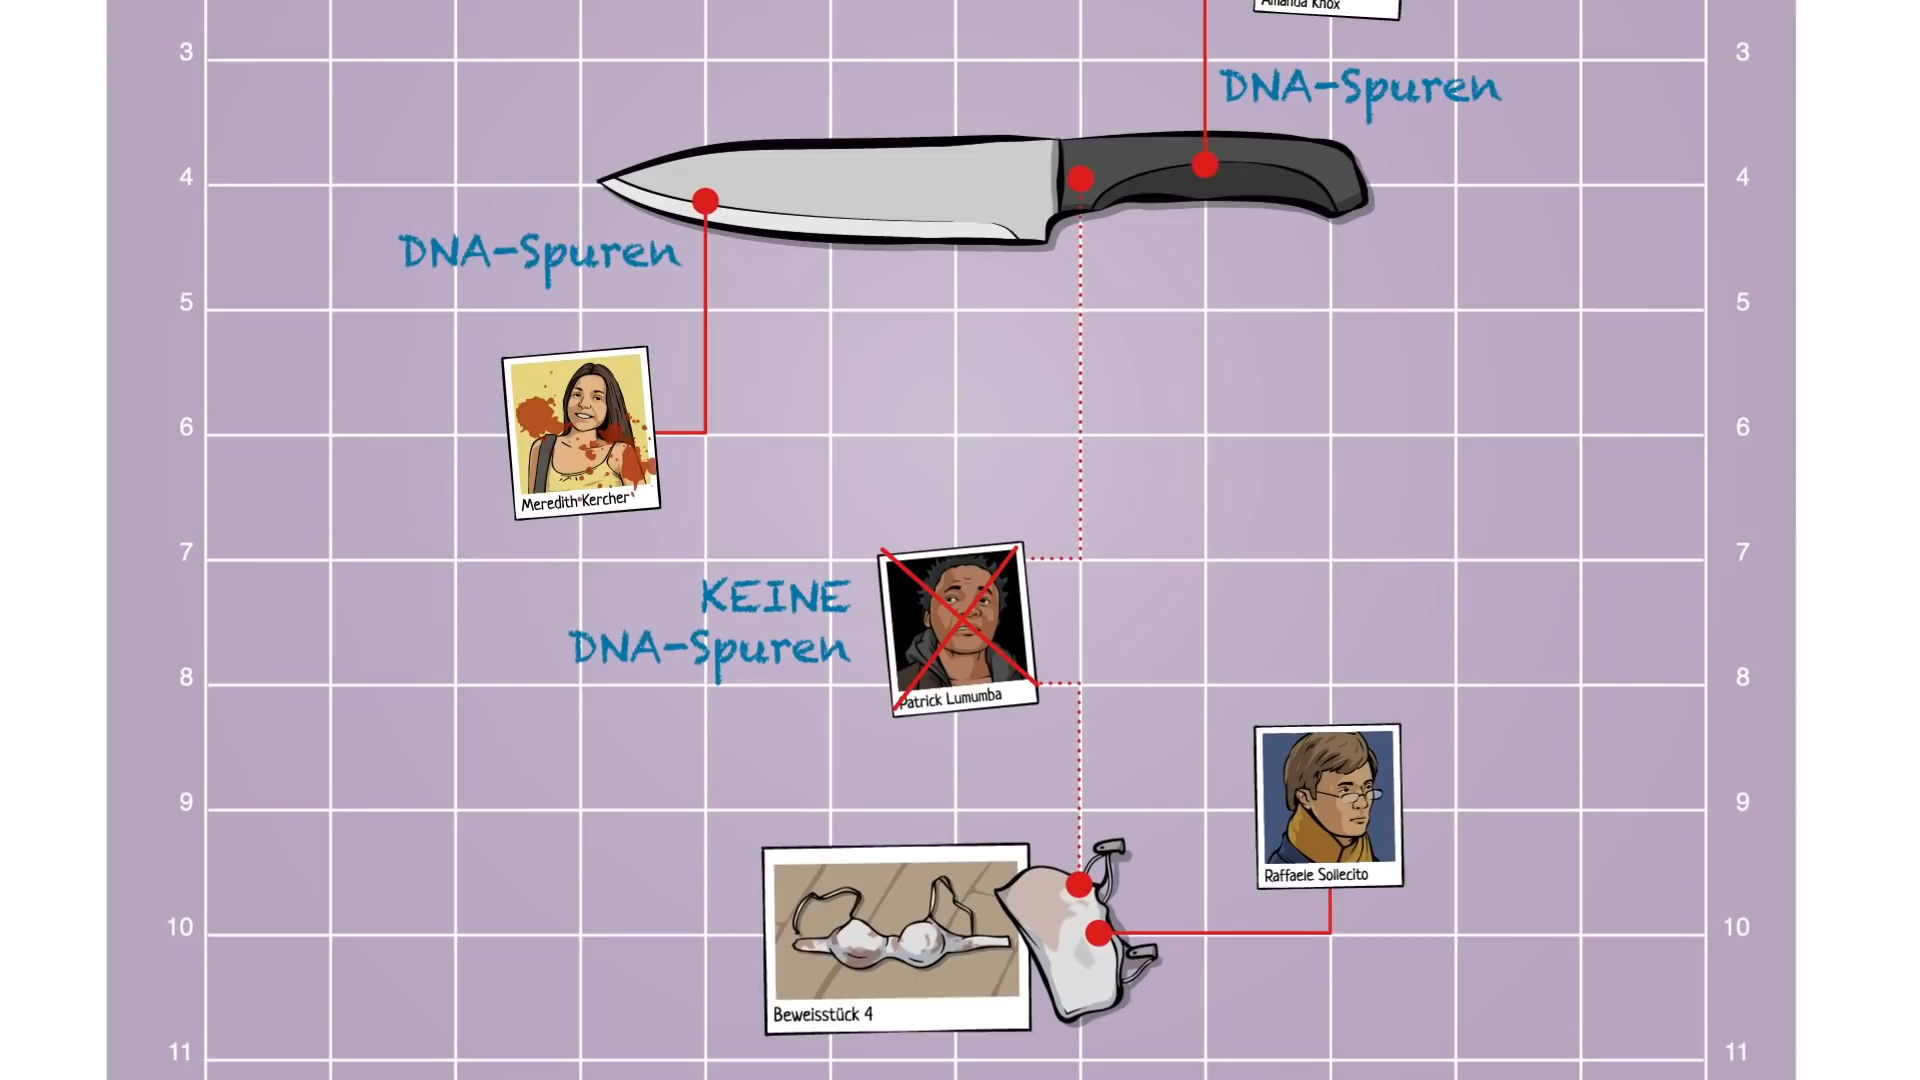 Amanda Knox
3
3
DNA-Spuren
4
4
DNA-Spuren
5
5
6
6
Meredith Kercher
7
7
KEINE
DNA-Spuren
8
8
Patrick Lumumba
9
9
Raffaele Sollecito
10
10
Beweisstück 4
11
11